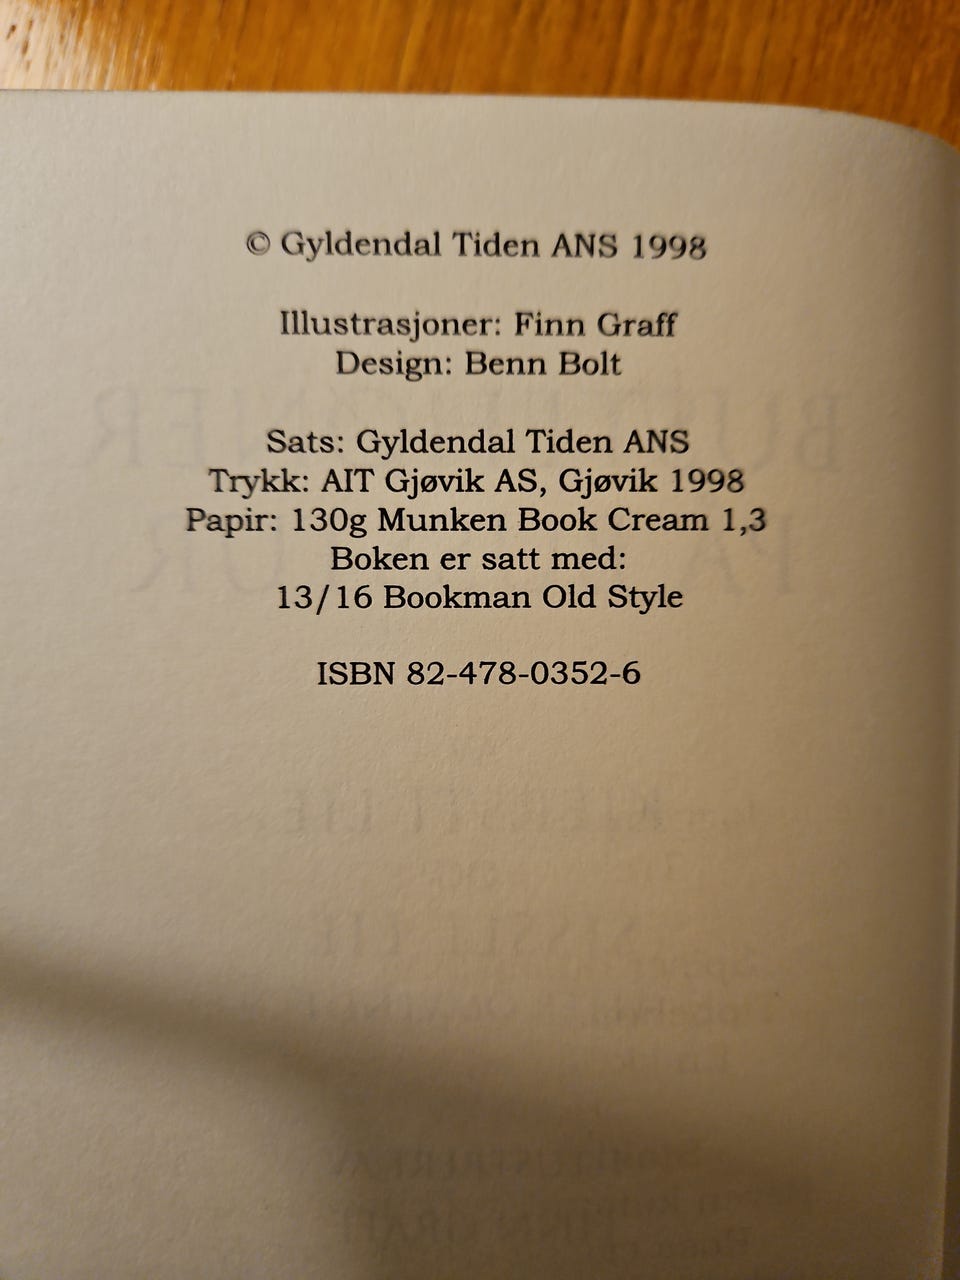 © Gyldendal Tiden ANS 1998
Illustrasjoner: Finn Graff
Design: Benn Bolt
Sats: Gyldendal Tiden ANS
Trykk: AIT Gjøvik AS, Gjøvik 1998
Papir: 130g Munken Book Cream 1,3
Boken er satt med:
13/16 Bookman Old Style
ISBN 82-478-0352-6